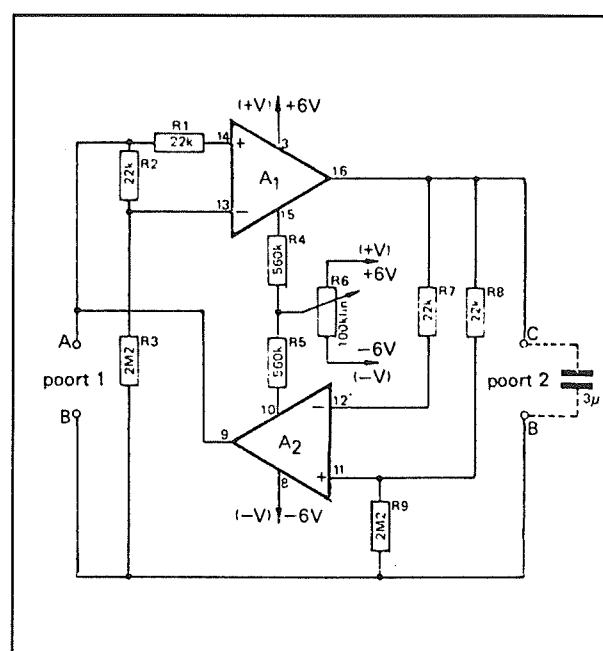 (+V) +6V
R1
22k
14
+
3
R2
22k
A1
16
13
−
15
R4
560k
(+V)
+6V
R6
100klin
R7
22k
R8
22k
A
R3
2M2
poort 1
B
R5
560k
−6V
(−V)
C
poort 2
3µ
B
10
12
−
9
A2
11
+
8
R9
2M2
(−V) −6V